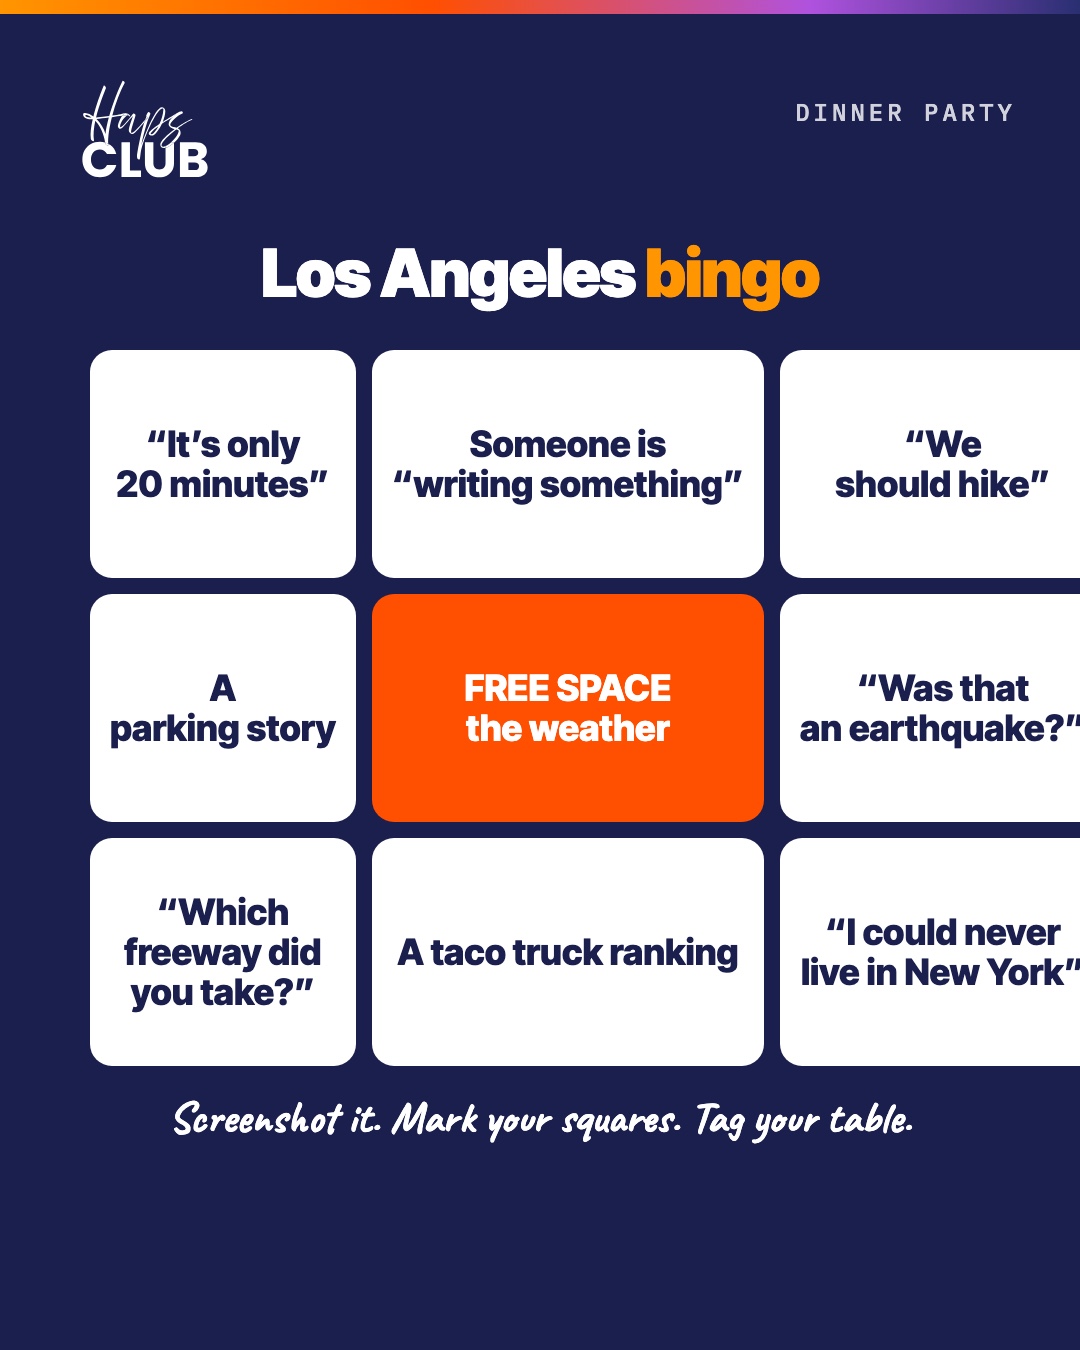 Haps
CLUB
DINNER PARTY
Los Angeles bingo
“It’s only
20 minutes”
Someone is
“writing something”
“We
should hike”
A
parking story
FREE SPACE
the weather
“Was that
an earthquake?”
“Which
freeway did
you take?”
A taco truck ranking
“I could never
live in New York”
Screenshot it. Mark your squares. Tag your table.